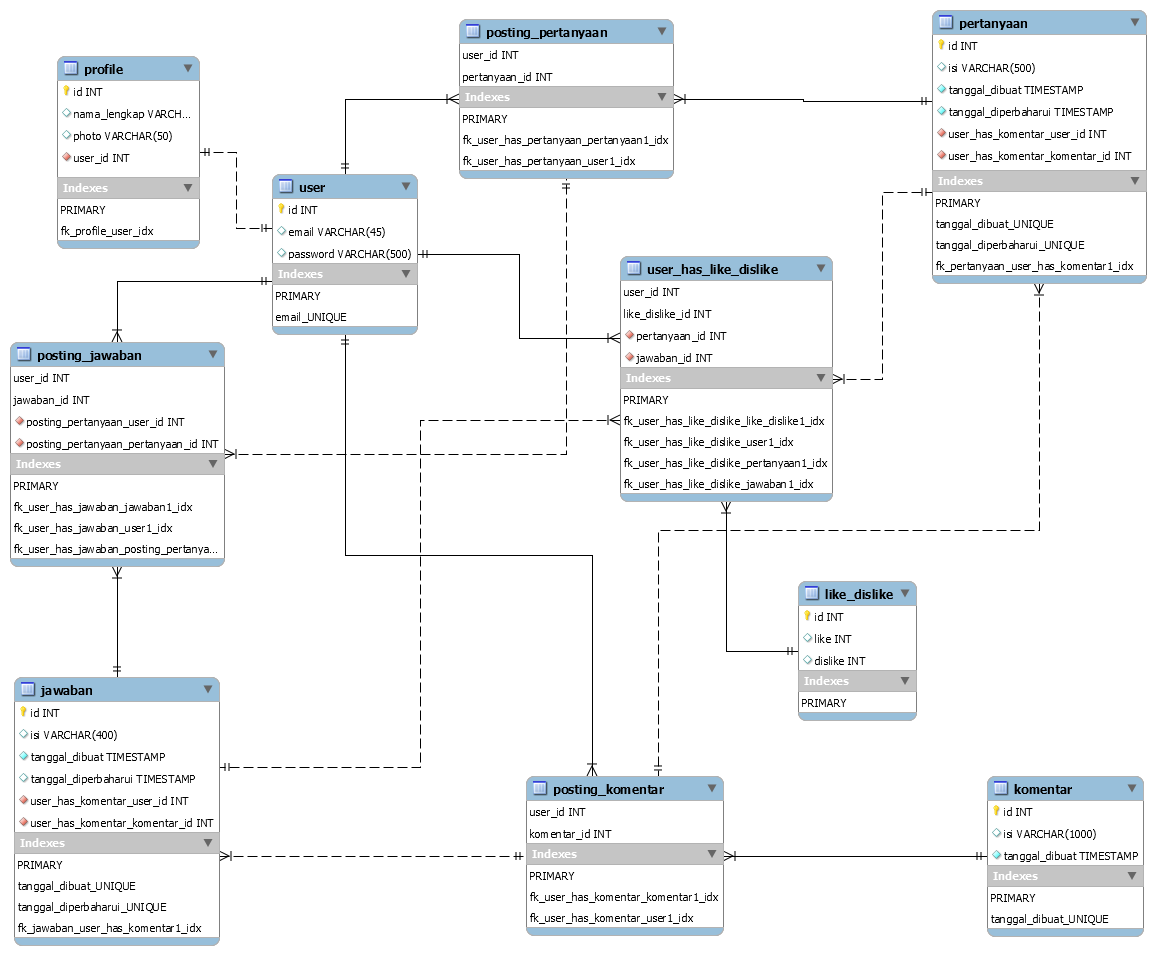 profile
id INT
nama_lengkap VARCH...
photo VARCHAR(50)
user_id INT
Indexes
PRIMARY
fk_profile_user_idx
posting_pertanyaan
user_id INT
pertanyaan_id INT
Indexes
PRIMARY
fk_user_has_pertanyaan_pertanyaan1_idx
fk_user_has_pertanyaan_user1_idx
pertanyaan
id INT
isi VARCHAR(500)
tanggal_dibuat TIMESTAMP
tanggal_diperbaharui TIMESTAMP
user_has_komentar_user_id INT
user_has_komentar_komentar_id INT
Indexes
PRIMARY
tanggal_dibuat_UNIQUE
tanggal_diperbaharui_UNIQUE
fk_pertanyaan_user_has_komentar1_idx
user
id INT
email VARCHAR(45)
password VARCHAR(500)
Indexes
PRIMARY
email_UNIQUE
user_has_like_dislike
user_id INT
like_dislike_id INT
pertanyaan_id INT
jawaban_id INT
Indexes
PRIMARY
fk_user_has_like_dislike_like_dislike1_idx
fk_user_has_like_dislike_user1_idx
fk_user_has_like_dislike_pertanyaan1_idx
fk_user_has_like_dislike_jawaban1_idx
posting_jawaban
user_id INT
jawaban_id INT
posting_pertanyaan_user_id INT
posting_pertanyaan_pertanyaan_id INT
Indexes
PRIMARY
fk_user_has_jawaban_jawaban1_idx
fk_user_has_jawaban_user1_idx
fk_user_has_jawaban_posting_pertanya...
like_dislike
id INT
like INT
dislike INT
Indexes
PRIMARY
jawaban
id INT
isi VARCHAR(400)
tanggal_dibuat TIMESTAMP
tanggal_diperbaharui TIMESTAMP
user_has_komentar_user_id INT
user_has_komentar_komentar_id INT
Indexes
PRIMARY
tanggal_dibuat_UNIQUE
tanggal_diperbaharui_UNIQUE
fk_jawaban_user_has_komentar1_idx
posting_komentar
user_id INT
komentar_id INT
Indexes
PRIMARY
fk_user_has_komentar_komentar1_idx
fk_user_has_komentar_user1_idx
komentar
id INT
isi VARCHAR(1000)
tanggal_dibuat TIMESTAMP
Indexes
PRIMARY
tanggal_dibuat_UNIQUE